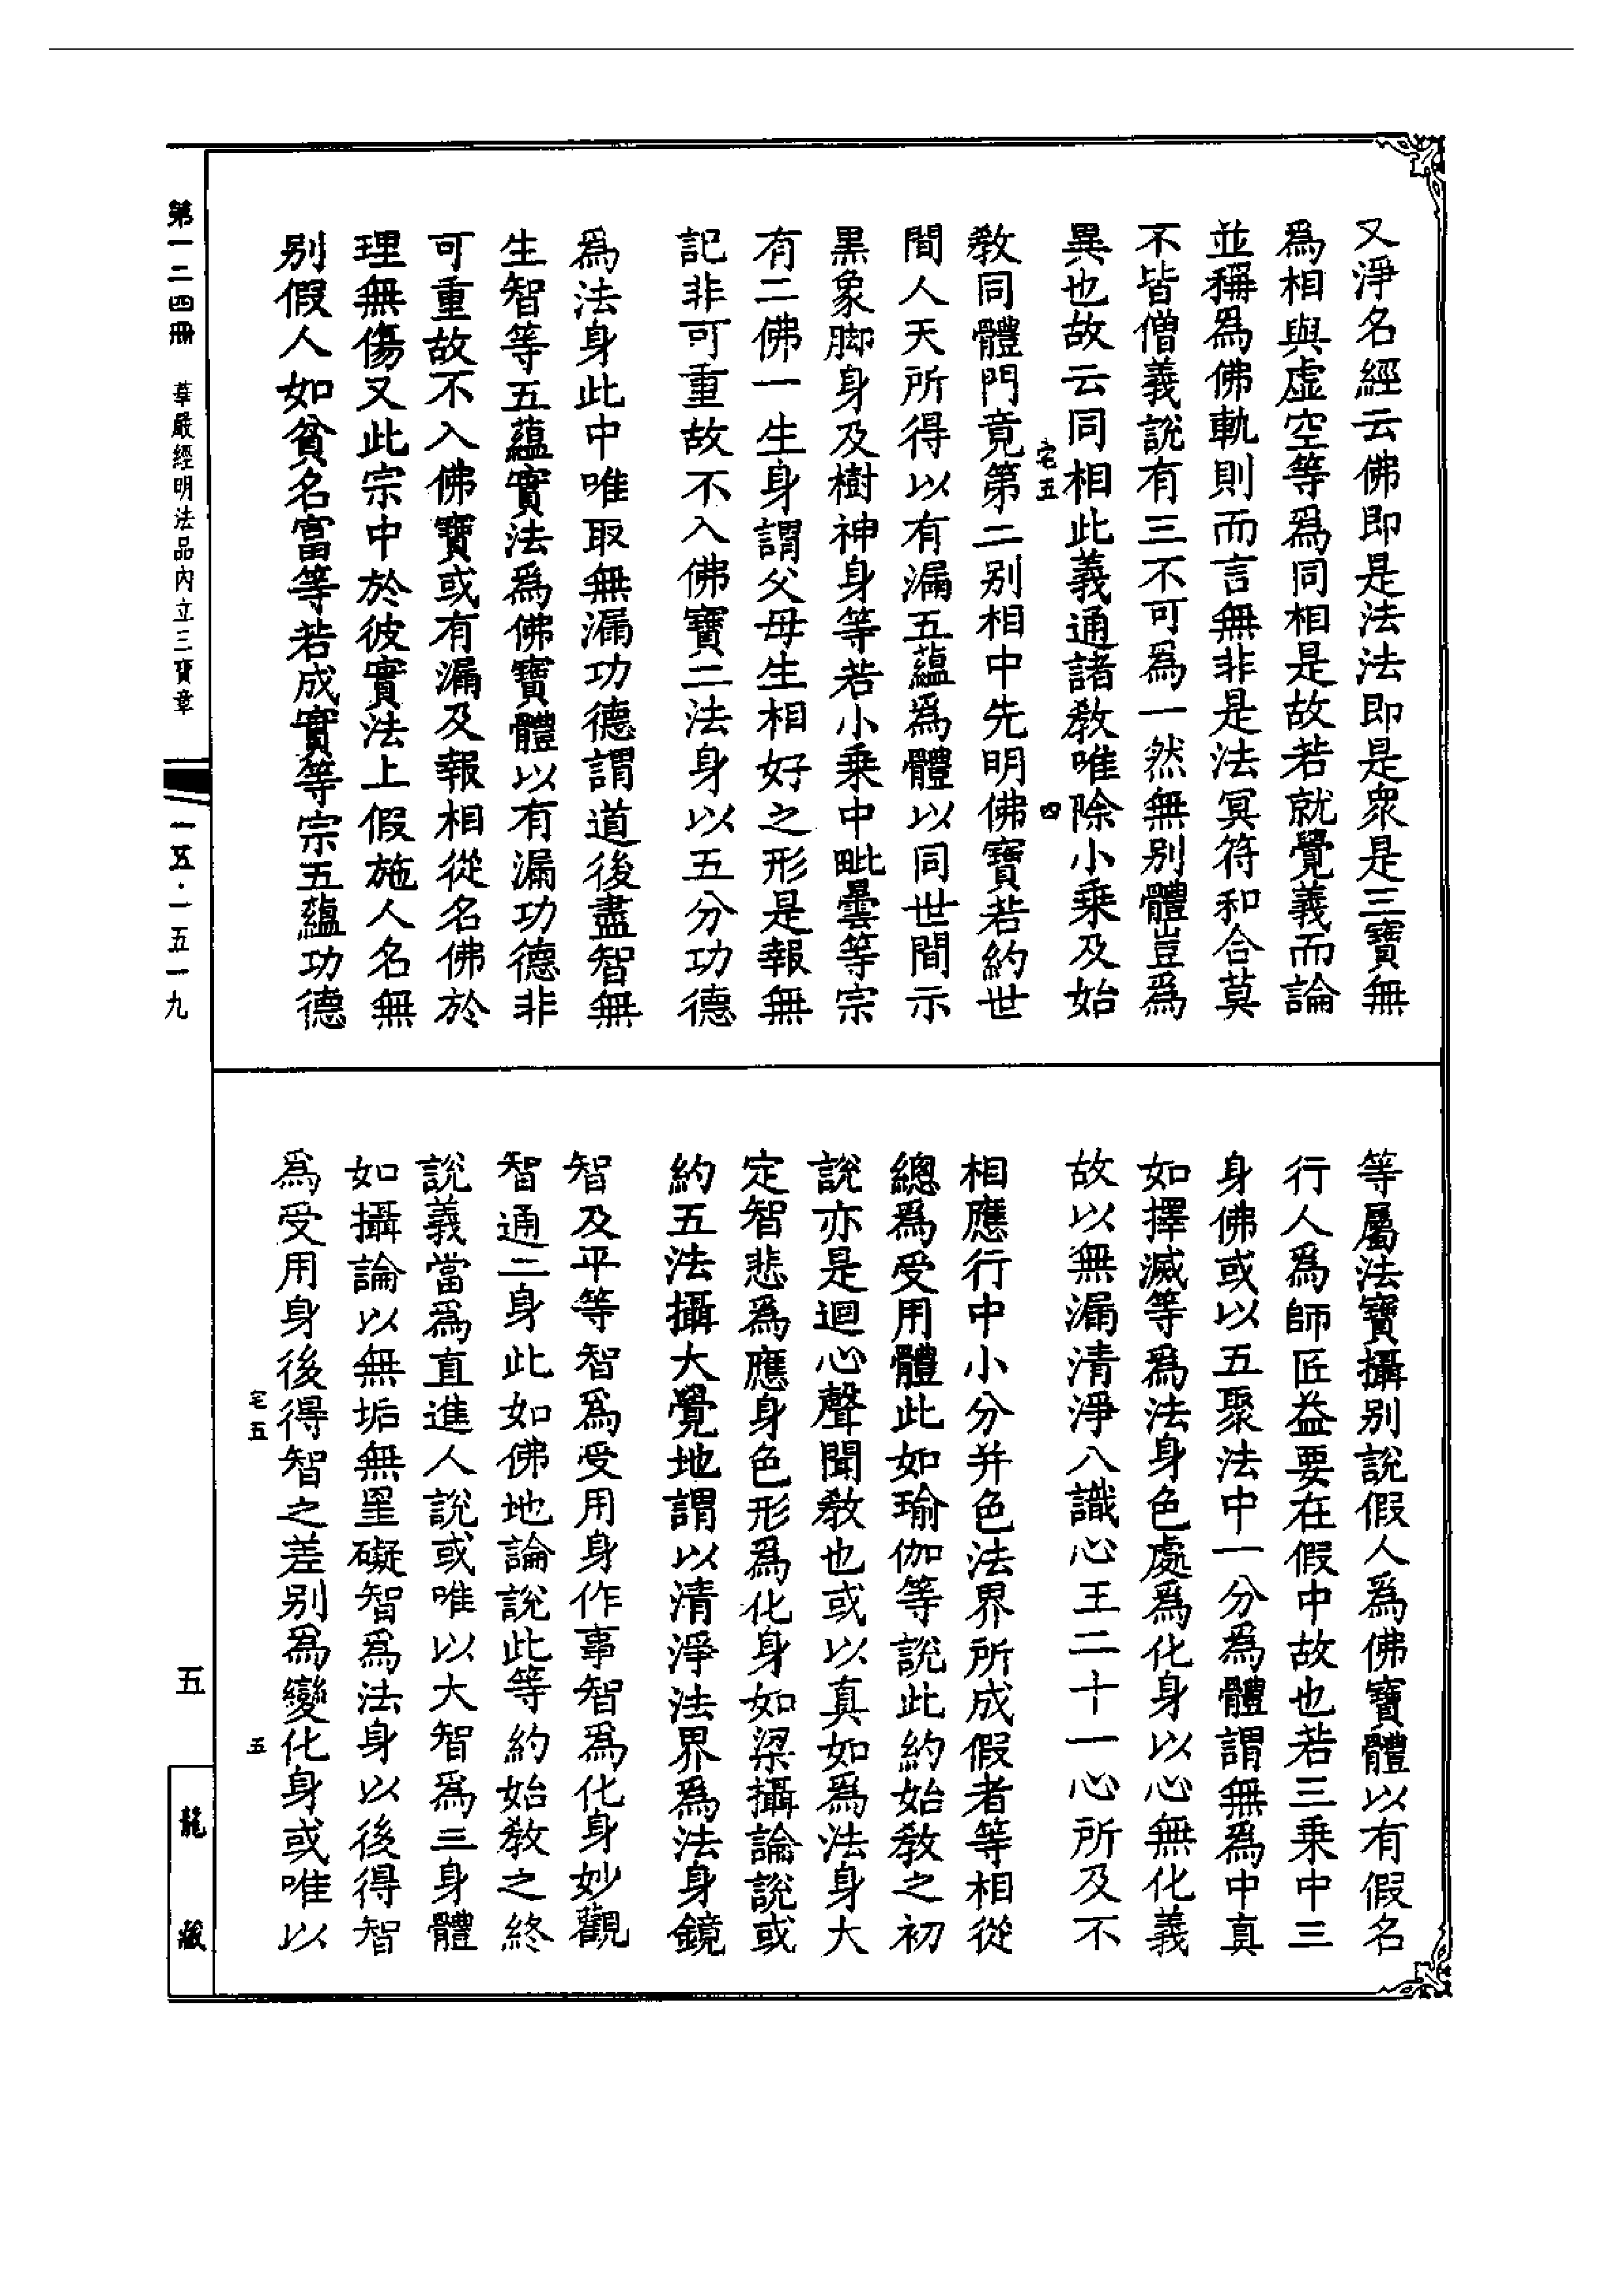 又淨名經云佛即是法法即是衆是三寶無
爲相與虛空等爲同相是故若就覺義而論
並稱爲佛軌則而言無非是法冥符和合莫
不皆僧義說有三不可爲一然無別體豈爲
異也故云同相此義通諸教唯除小乘及始
宅五
四
教同體門竟第二別相中先明佛寶若約世
間人天所得以有漏五蘊爲體以同世間示
黑象脚身及樹神身等若小乘中毗曇等宗
有二佛一生身謂父母生相好之形是報無
記非可重故不入佛寶二法身以五分功德
爲法身此中唯取無漏功德謂道後盡智無
生智等五蘊實法爲佛寶體以有漏功德非
可重故不入佛寶或有漏及報相從名佛於
理無傷又此宗中於彼實法上假施人名無
別假人如貧名富等若成實等宗五蘊功德
等屬法寶攝別說假人爲佛寶體以有假名
行人爲師匠益要在假中故也若三乘中三
身佛或以五聚法中一分爲體謂無爲中真
如擇滅等爲法身色處爲化身以心無化義
故以無漏清淨八識心王二十一心所及不
相應行中小分并色法界所成假者等相從
總爲受用體此如瑜伽等說此約始教之初
說亦是迴心聲聞教也或以真如爲法身大
定智悲爲應身色形爲化身如梁攝論說或
約五法攝大覺地謂以清淨法界爲法身鏡
智及平等智爲受用身作事智爲化身妙觀
智通二身此如佛地論說此等約始教之終
說義當爲直進人說或唯以大智爲三身體
如攝論以無垢無罣礙智爲法身以後得智
爲受用身後得智之差別爲變化身或唯以
宅五
五
第一二四冊 華嚴經明法品內立三寶章
一五·一五一九
五
龍藏